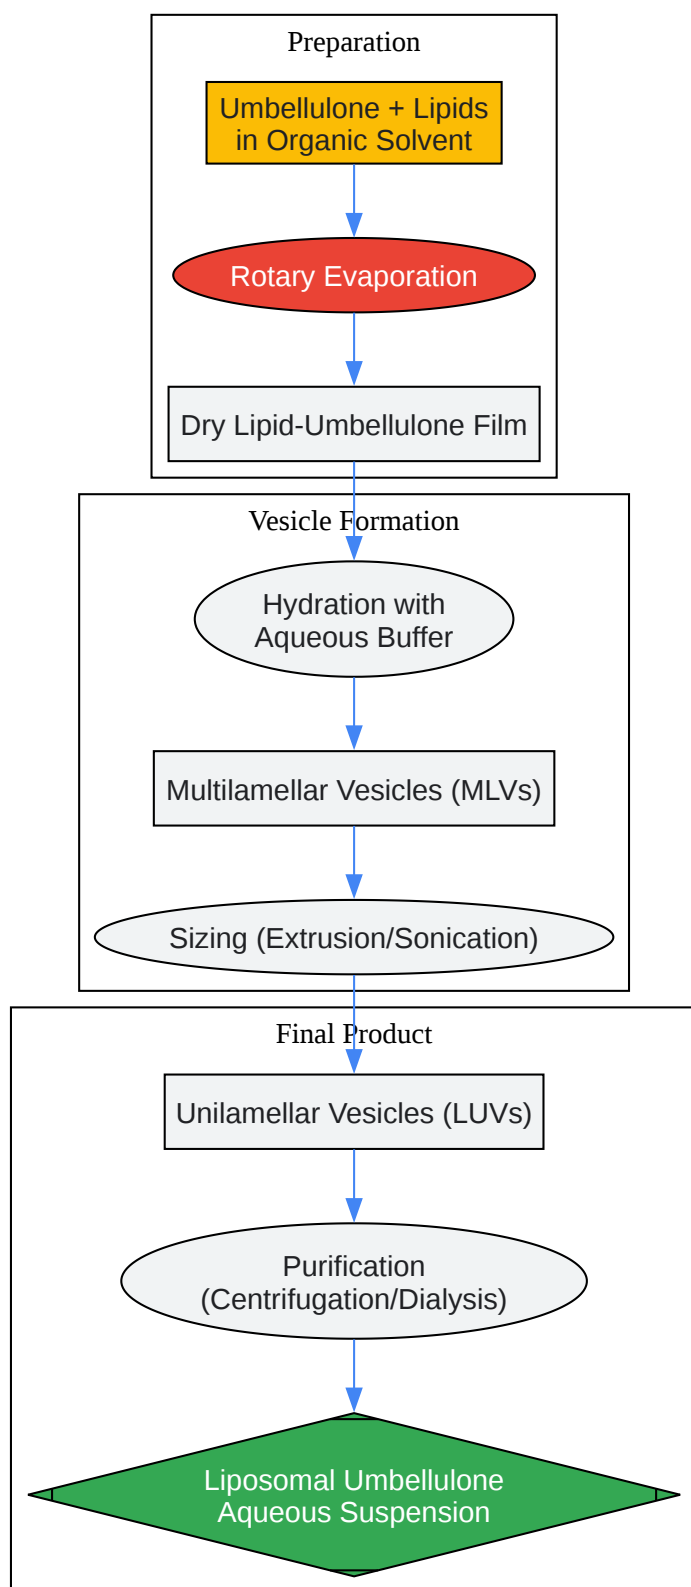 Preparation
Umbellulone + Lipids
in Organic Solvent
Rotary Evaporation
Dry Lipid-Umbellulone Film
Vesicle Formation
Hydration with
Aqueous Buffer
Multilamellar Vesicles (MLVs)
Sizing (Extrusion/Sonication)
Final Product
Unilamellar Vesicles (LUVs)
Purification
(Centrifugation/Dialysis)
Liposomal Umbellulone
Aqueous Suspension